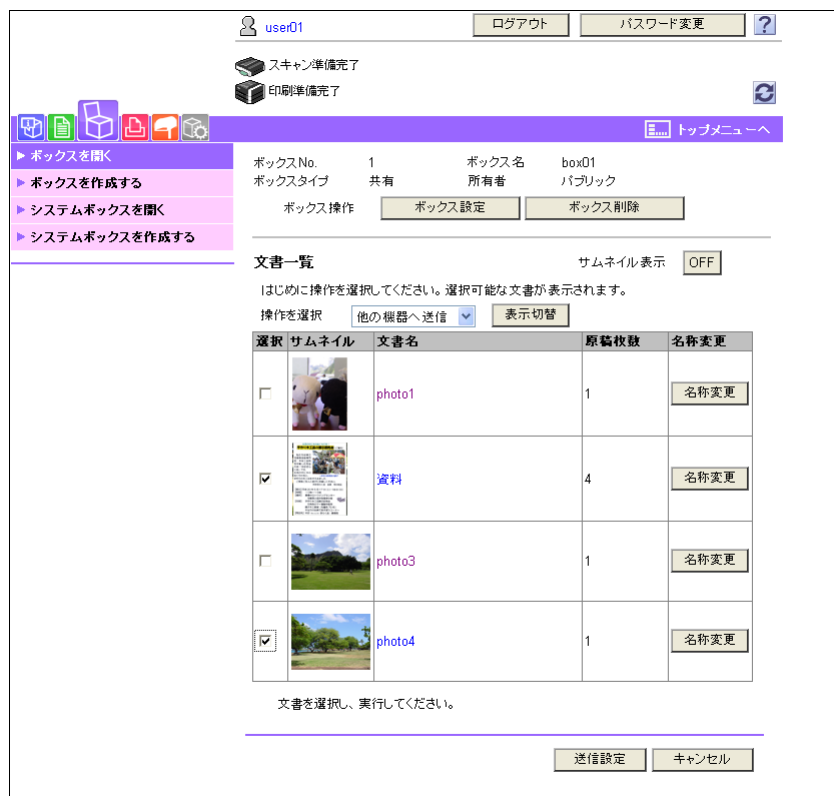 user01 ログアウト パスワード変更 ?
スキャン準備完了
印刷準備完了
トップメニューへ
ボックスを開く
ボックスを作成する
システムボックスを開く
システムボックスを作成する
ボックスNo. 1 ボックス名 box01
ボックスタイプ 共有 所有者 パブリック
ボックス操作 ボックス設定 ボックス削除
文書一覧 サムネイル表示 OFF
はじめに操作を選択してください。選択可能な文書が表示されます。
操作を選択 他の機器へ送信 表示切替
選択 サムネイル 文書名 原稿枚数 名称変更
photo1 1 名称変更
資料 4 名称変更
photo3 1 名称変更
photo4 1 名称変更
文書を選択し、実行してください。
送信設定 キャンセル